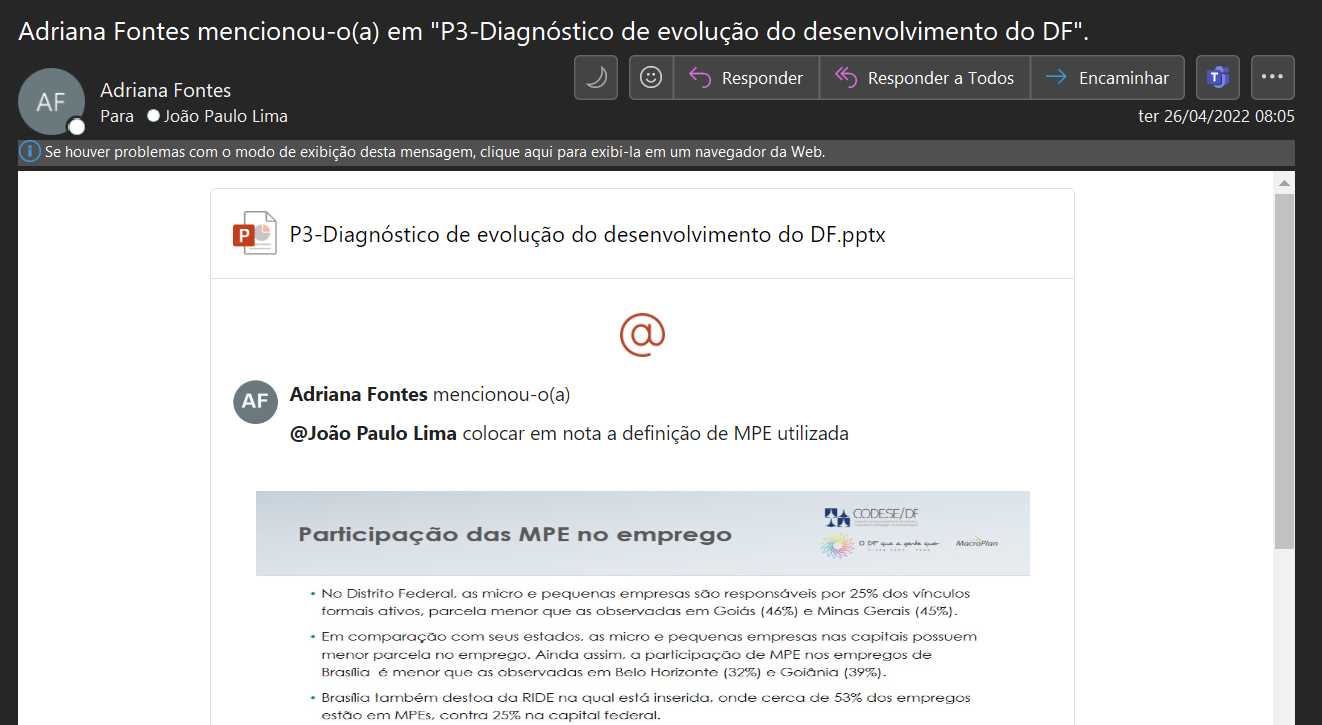 Adriana Fontes mencionou-o(a) em "P3-Diagnóstico de evolução do desenvolvimento do DF".
AF
Adriana Fontes
Para João Paulo Lima
Responder
Responder a Todos
Encaminhar
ter 26/04/2022 08:05
Se houver problemas com o modo de exibição desta mensagem, clique aqui para exibi-la em um navegador da Web.
P3-Diagnóstico de evolução do desenvolvimento do DF.pptx
@
AF
Adriana Fontes mencionou-o(a)
@João Paulo Lima colocar em nota a definição de MPE utilizada
Participação das MPE no emprego
CODESE/DF
O DF que a gente quer
MacroPlan
• No Distrito Federal, as micro e pequenas empresas são responsáveis por 25% dos vínculos
formais ativos, parcela menor que as observadas em Goiás (46%) e Minas Gerais (45%).
• Em comparação com seus estados, as micro e pequenas empresas nas capitais possuem
menor parcela no emprego. Ainda assim, a participação de MPE nos empregos de
Brasília é menor que as observadas em Belo Horizonte (32%) e Goiânia (39%).
• Brasília também destoa da RIDE na qual está inserida, onde cerca de 53% dos empregos
estão em MPEs, contra 25% na capital federal.